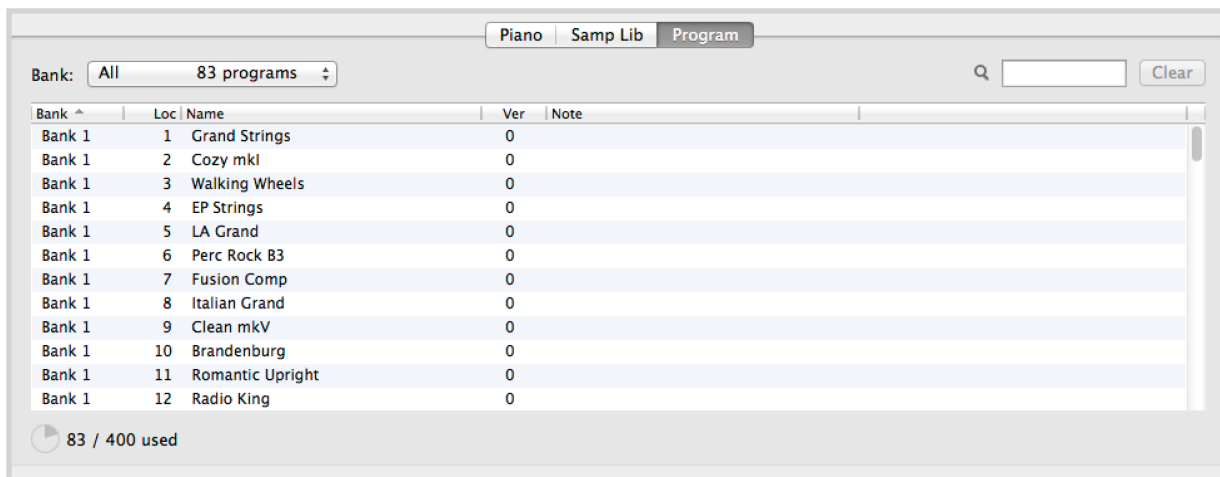 Piano Samp Lib Program
Bank: All 83 programs Clear
Bank Loc Name Ver Note
Bank 1 1 Grand Strings 0
Bank 1 2 Cozy mkI 0
Bank 1 3 Walking Wheels 0
Bank 1 4 EP Strings 0
Bank 1 5 LA Grand 0
Bank 1 6 Perc Rock B3 0
Bank 1 7 Fusion Comp 0
Bank 1 8 Italian Grand 0
Bank 1 9 Clean mkV 0
Bank 1 10 Brandenburg 0
Bank 1 11 Romantic Upright 0
Bank 1 12 Radio King 0
83 / 400 used